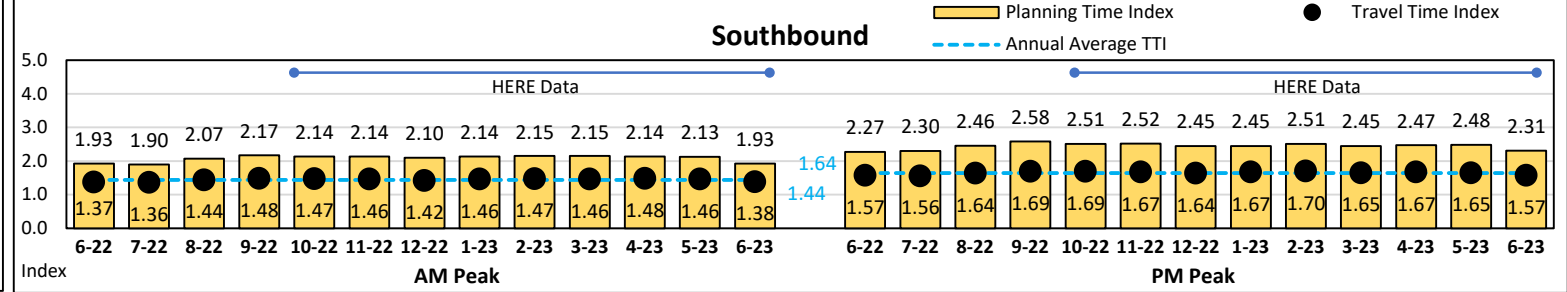 Planning Time Index
Travel Time Index
Southbound
Annual Average TTI
5.0
HERE Data
HERE Data
4.0
3.0
1.93 1.90 2.07 2.17 2.14 2.14 2.10 2.14 2.15 2.15 2.14 2.13 1.93
2.27 2.30 2.46 2.58 2.51 2.52 2.45 2.45 2.51 2.45 2.47 2.48 2.31
2.0
1.64
1.44
1.0
1.37 1.36 1.44 1.48 1.47 1.46 1.42 1.46 1.47 1.46 1.48 1.46 1.38
1.57 1.56 1.64 1.69 1.69 1.67 1.64 1.67 1.70 1.65 1.67 1.65 1.57
0.0
6-22 7-22 8-22 9-22 10-22 11-22 12-22 1-23 2-23 3-23 4-23 5-23 6-23
6-22 7-22 8-22 9-22 10-22 11-22 12-22 1-23 2-23 3-23 4-23 5-23 6-23
Index
AM Peak
PM Peak